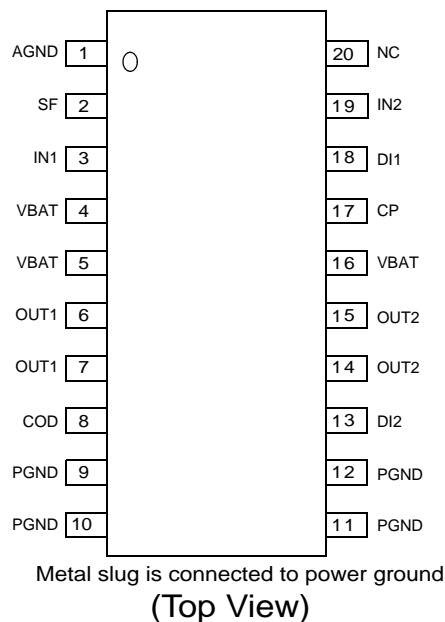 AGND 1 20 NC
SF 2 19 IN2
IN1 3 18 DI1
VBAT 4 17 CP
VBAT 5 16 VBAT
OUT1 6 15 OUT2
OUT1 7 14 OUT2
COD 8 13 DI2
PGND 9 12 PGND
PGND 10 11 PGND
Metal slug is connected to power ground
(Top View)